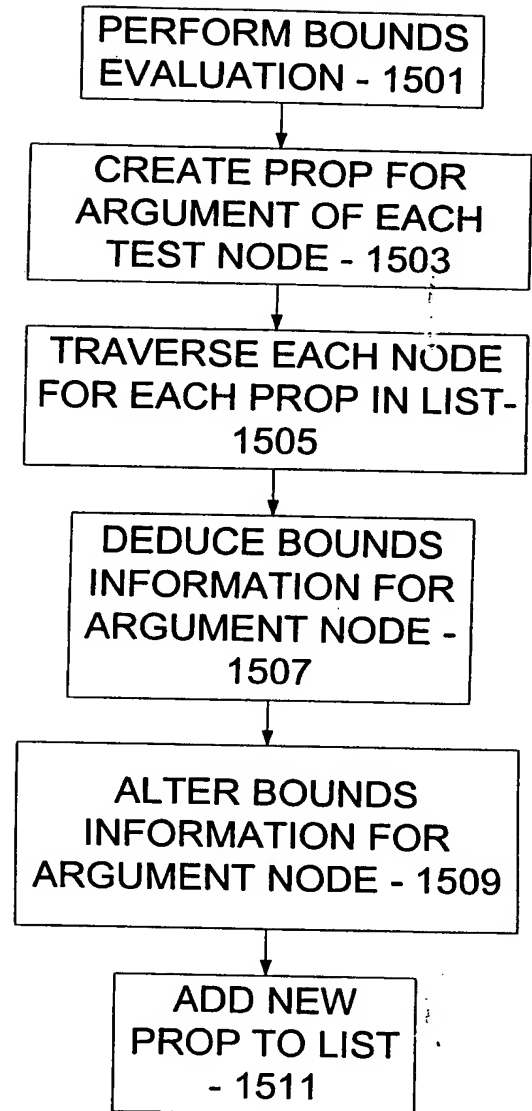 PERFORM BOUNDS
EVALUATION - 1501
CREATE PROP FOR
ARGUMENT OF EACH
TEST NODE - 1503
TRAVERSE EACH NODE
FOR EACH PROP IN LIST-
1505
DEDUCE BOUNDS
INFORMATION FOR
ARGUMENT NODE -
1507
ALTER BOUNDS
INFORMATION FOR
ARGUMENT NODE - 1509
ADD NEW
PROP TO LIST
- 1511